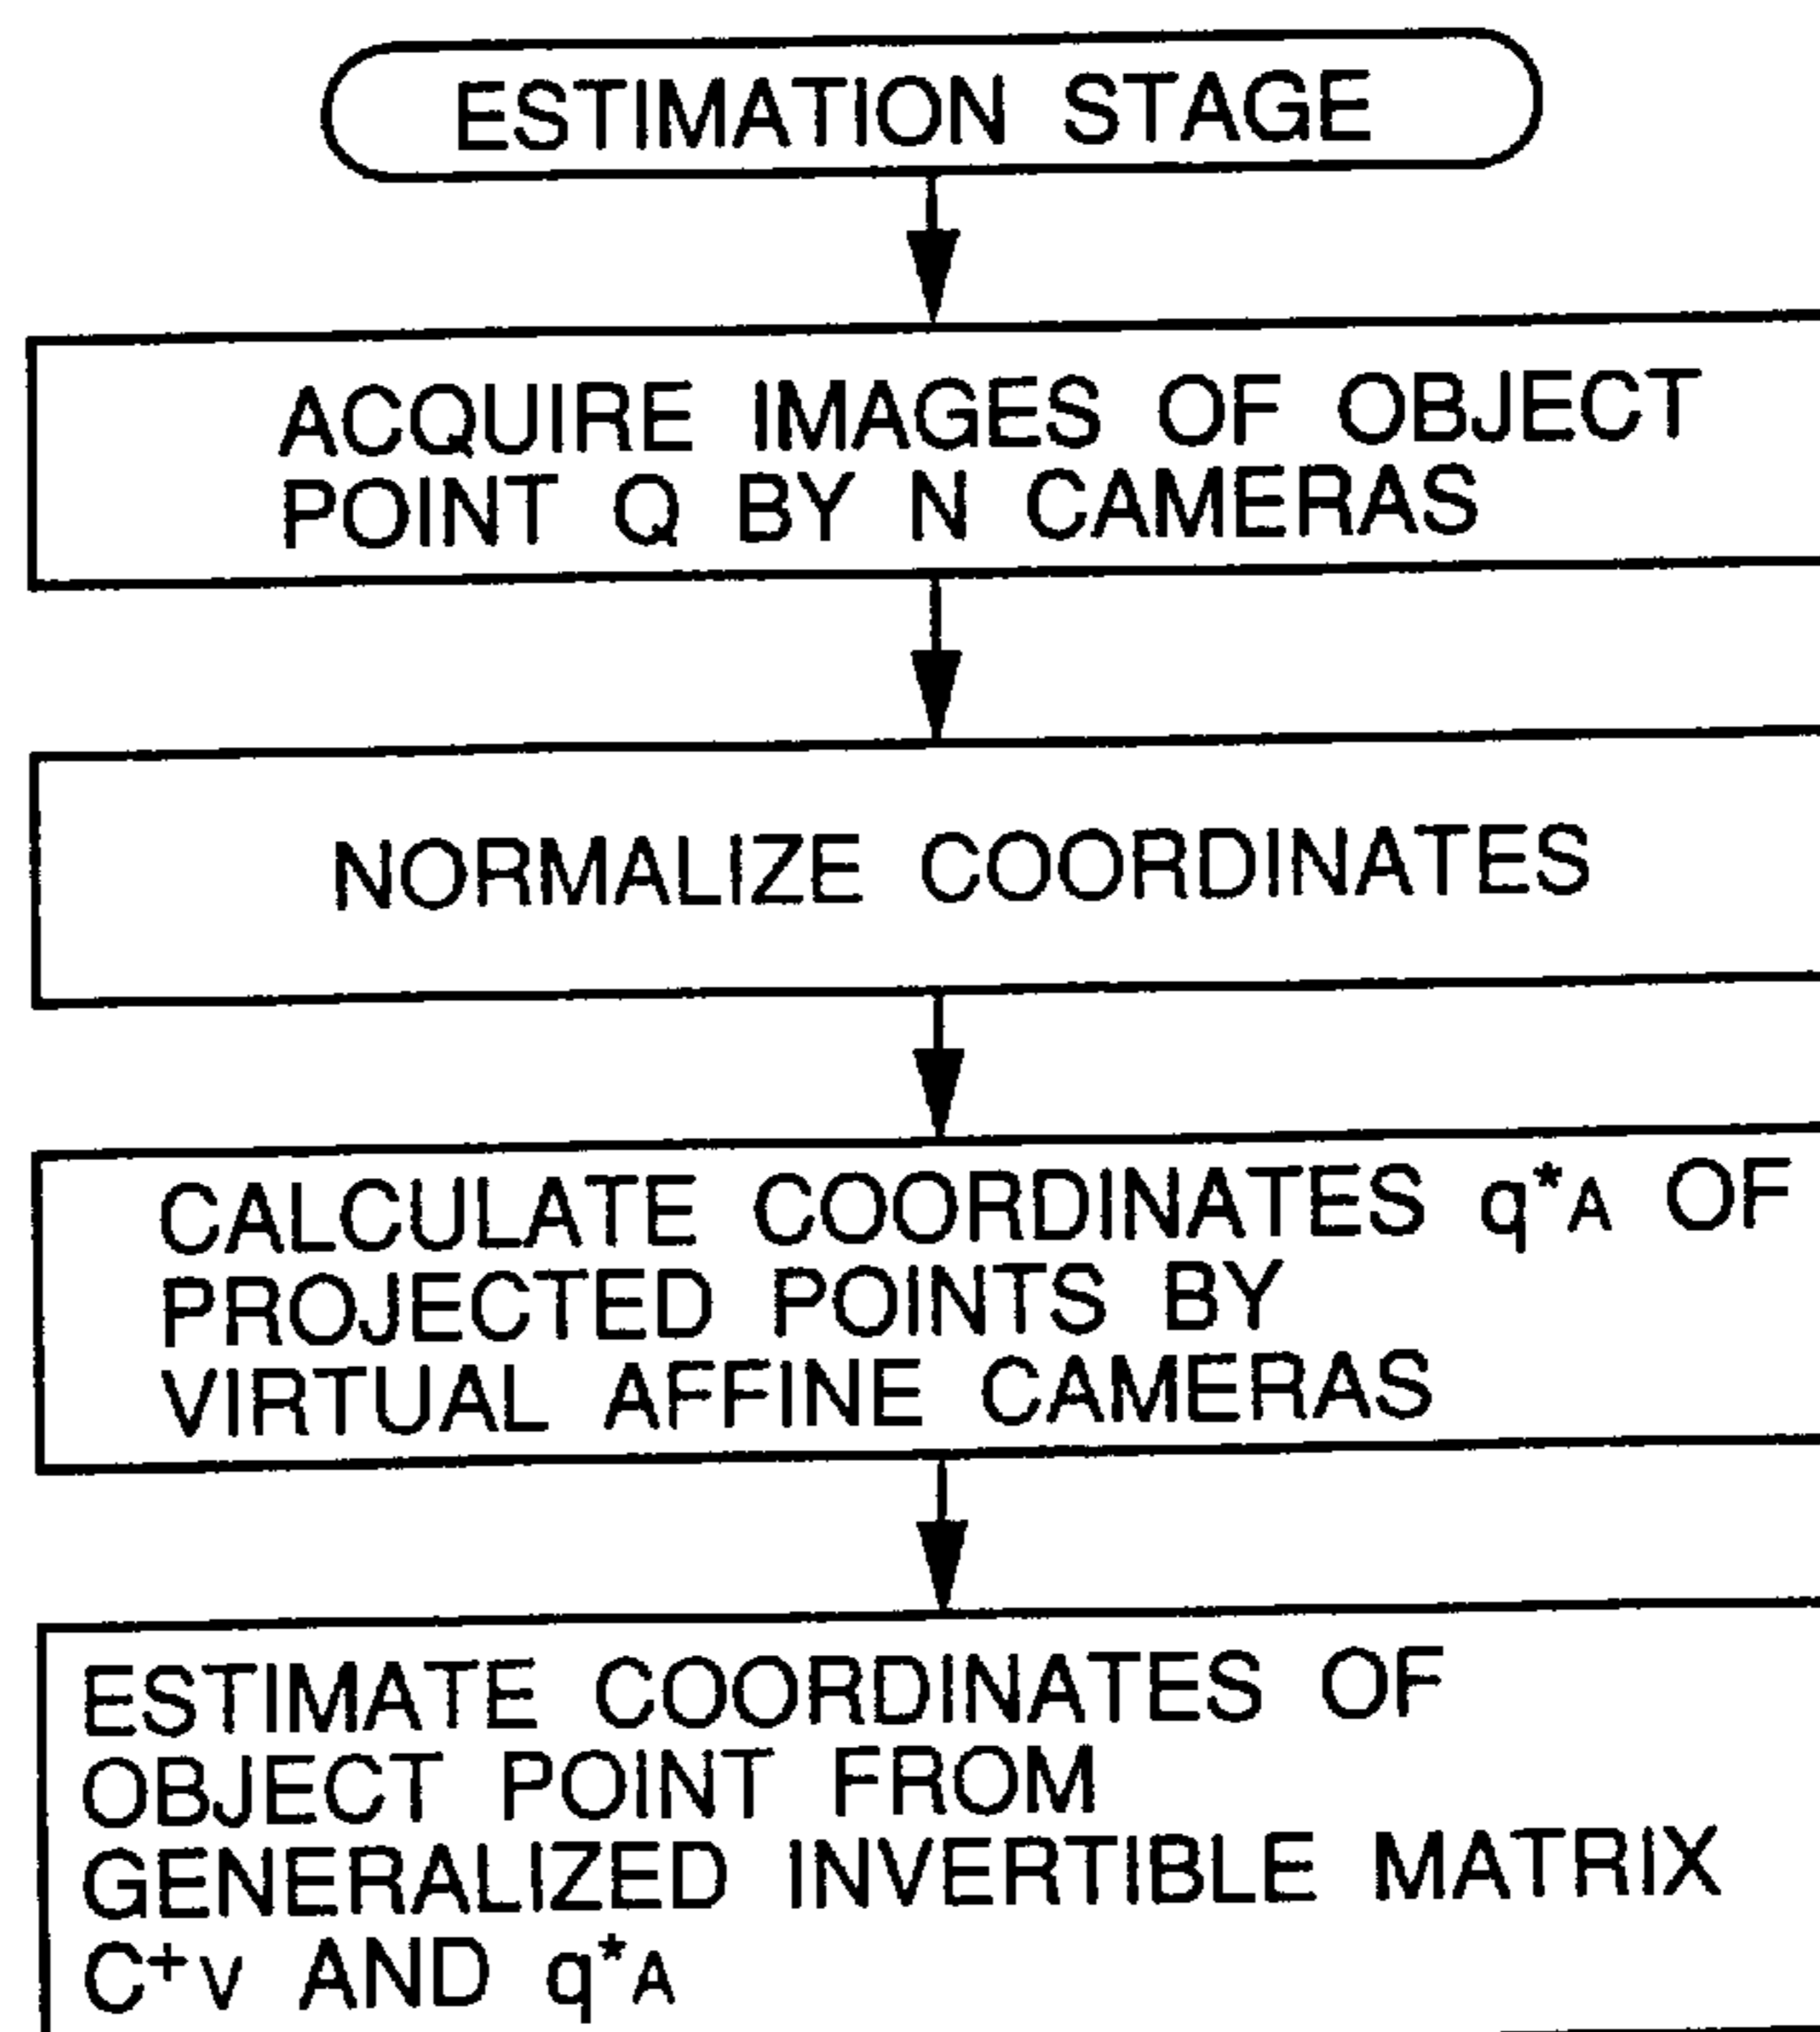 ESTIMATION STAGE
ACQUIRE IMAGES OF OBJECT
POINT Q BY N CAMERAS
NORMALIZE COORDINATES
CALCULATE COORDINATES q*A OF
PROJECTED POINTS BY
VIRTUAL AFFINE CAMERAS
ESTIMATE COORDINATES OF
OBJECT POINT FROM
GENERALIZED INVERTIBLE MATRIX
C+V AND q*A